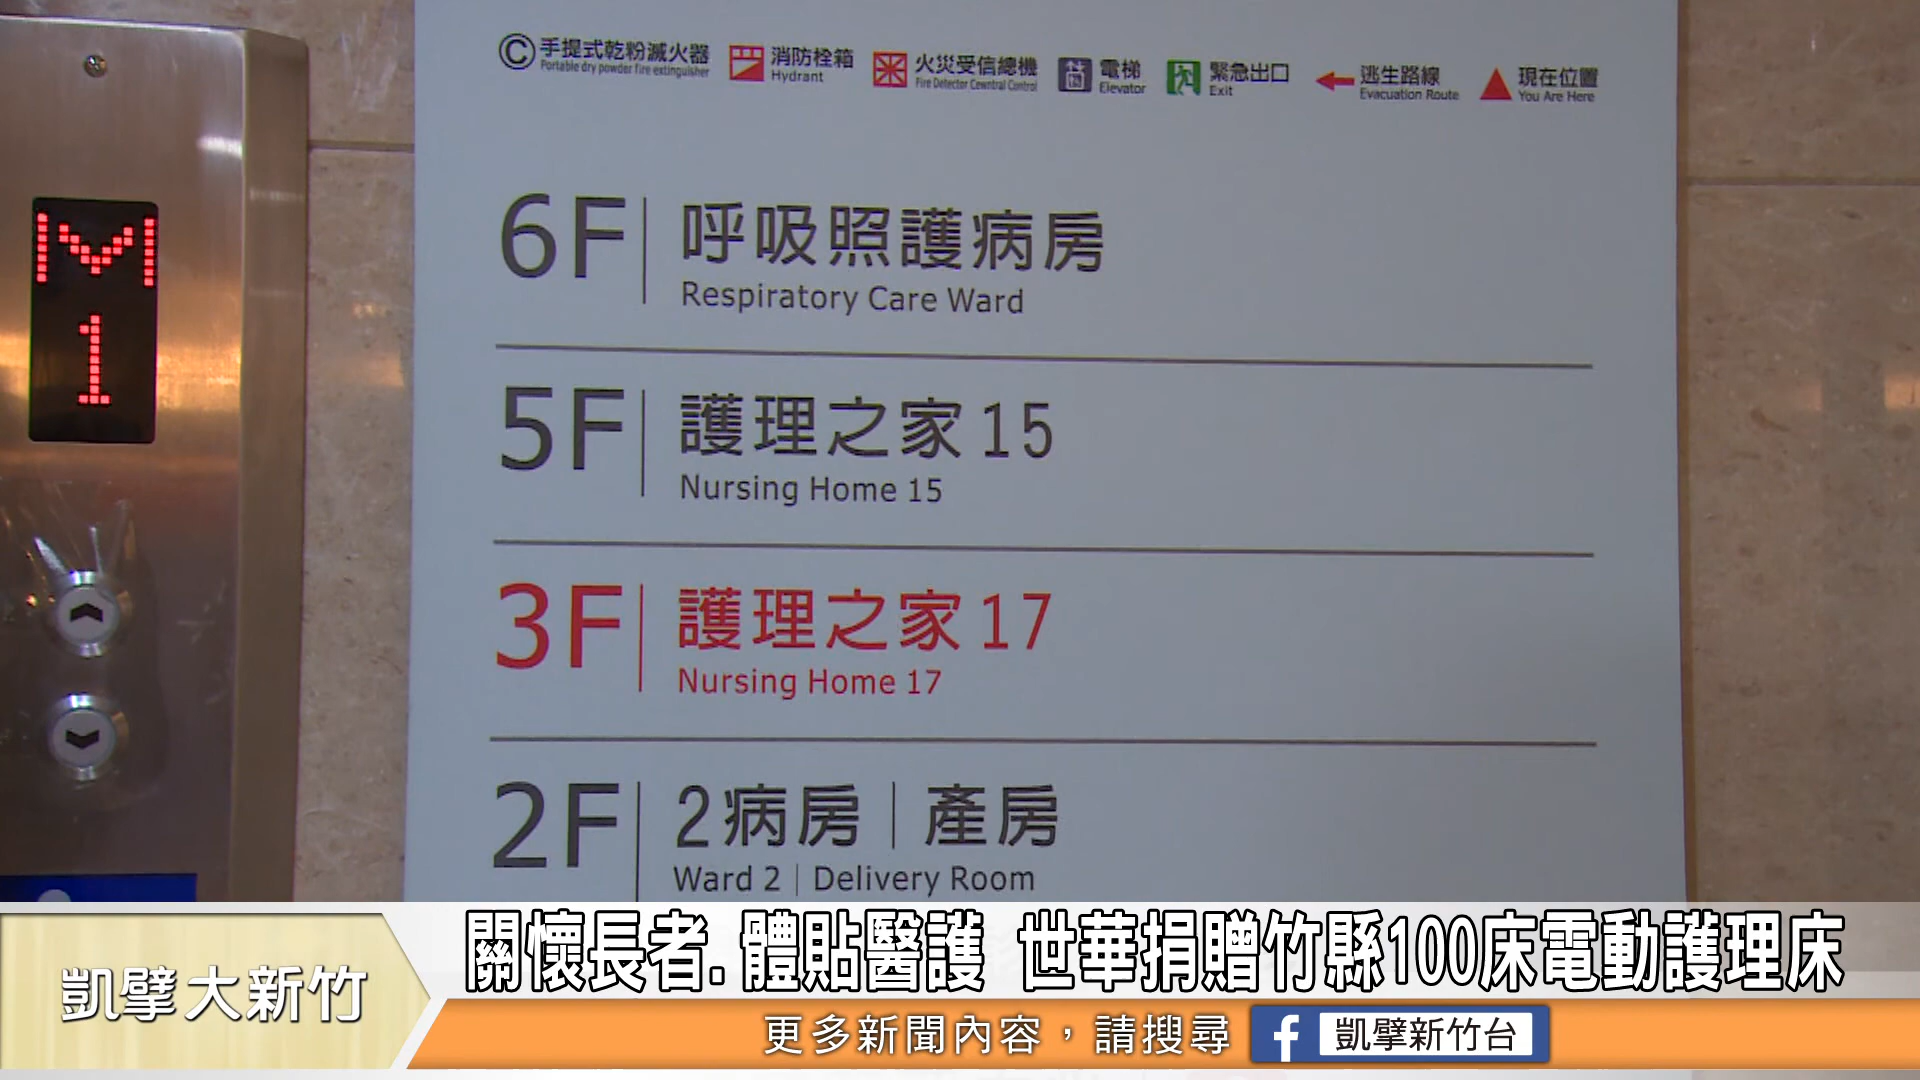 Ⓒ 手提式乾粉滅火器 消防栓箱 火災受信總機 電梯 緊急出口 逃生路線 現在位置
Portable dry powder fire extinguisher Hydrant Fire Detector Cewntral Control Elevator Exit Evacuation Route You Are Here
M
1
6F 呼吸照護病房
Respiratory Care Ward
5F 護理之家15
Nursing Home 15
3F 護理之家17
Nursing Home 17
2F 2病房|產房
Ward 2|Delivery Room
關懷長者.體貼醫護 世華捐贈竹縣100床電動護理床
凱擘大新竹
更多新聞內容，請搜尋 f 凱擘新竹台